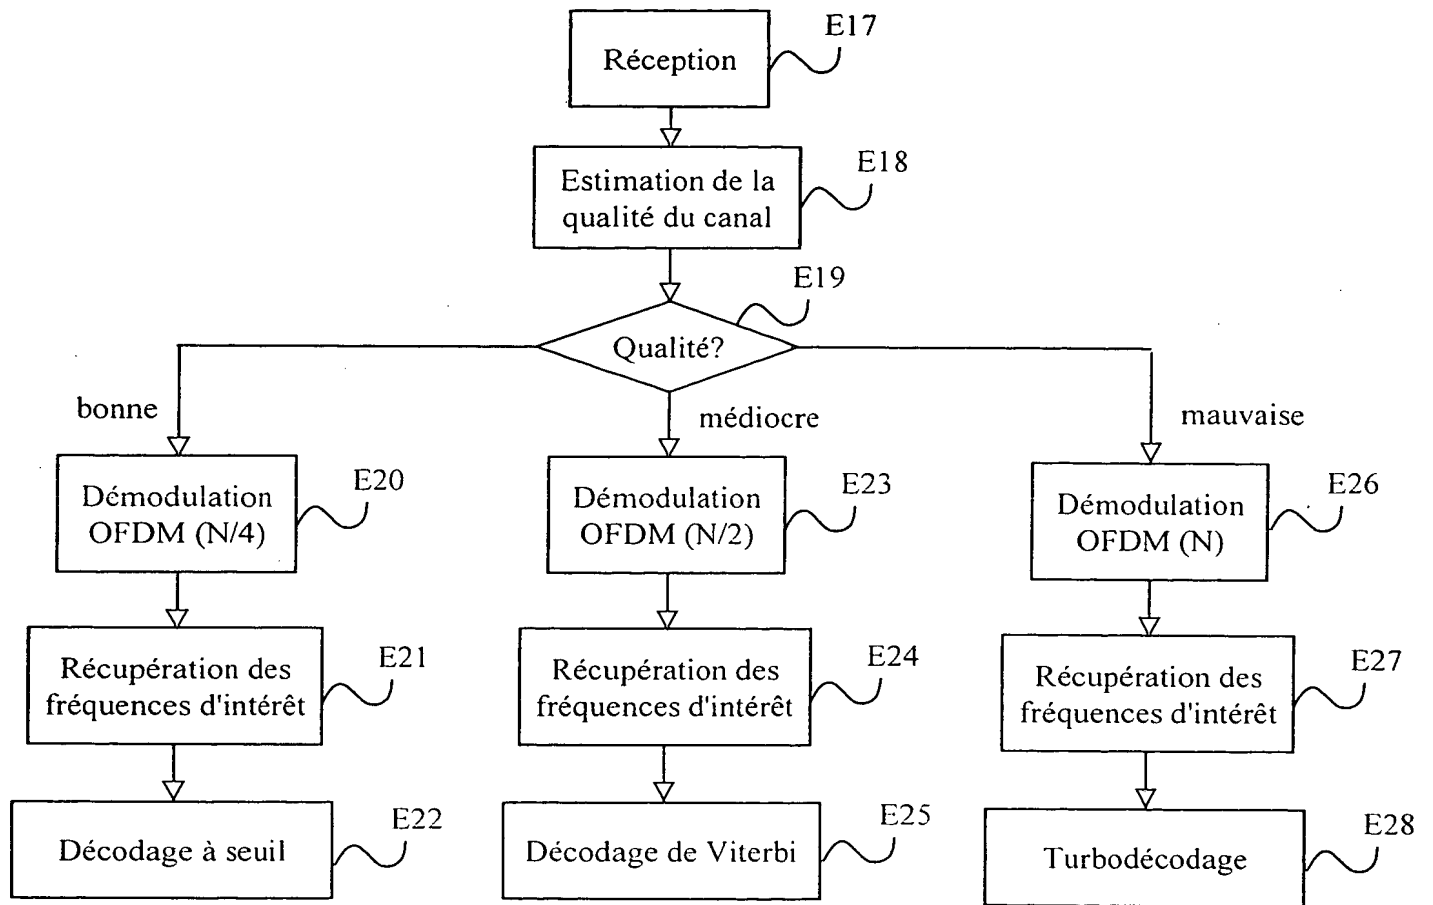 E17
Réception
E18
Estimation de la
qualité du canal
E19
Qualité?
bonne
médiocre
mauvaise
E20
Démodulation
OFDM (N/4)
E23
Démodulation
OFDM (N/2)
E26
Démodulation
OFDM (N)
E21
Récupération des
fréquences d'intérêt
E24
Récupération des
fréquences d'intérêt
E27
Récupération des
fréquences d'intérêt
E22
Décodage à seuil
E25
Décodage de Viterbi
E28
Turbodécodage